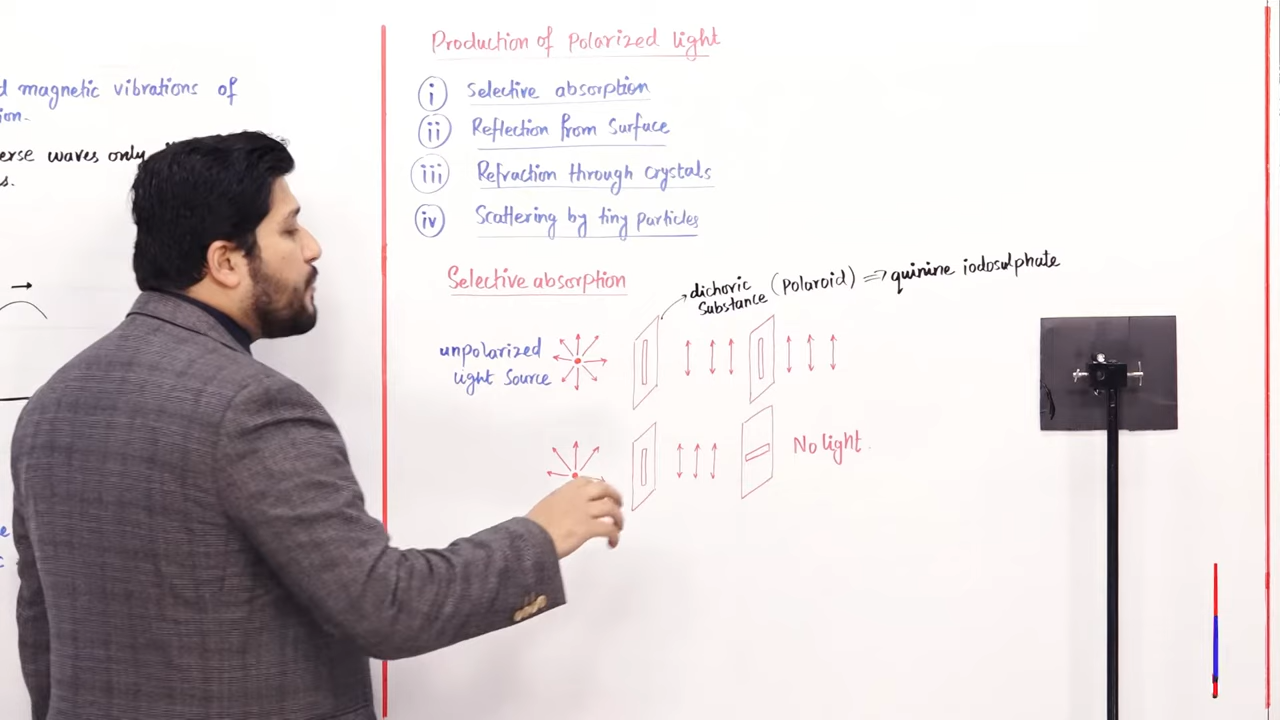 d magnetic vibrations of
ion.
erse waves only
s.
Production of Polarized light
i Selective absorption
ii Reflection from Surface
iii Refraction through Crystals
iv Scattering by tiny Particles
Selective absorption
dichoric
Substance (Polaroid) ⇒ quinine iodosulphate
unpolarized
light Source
No light.
e
c